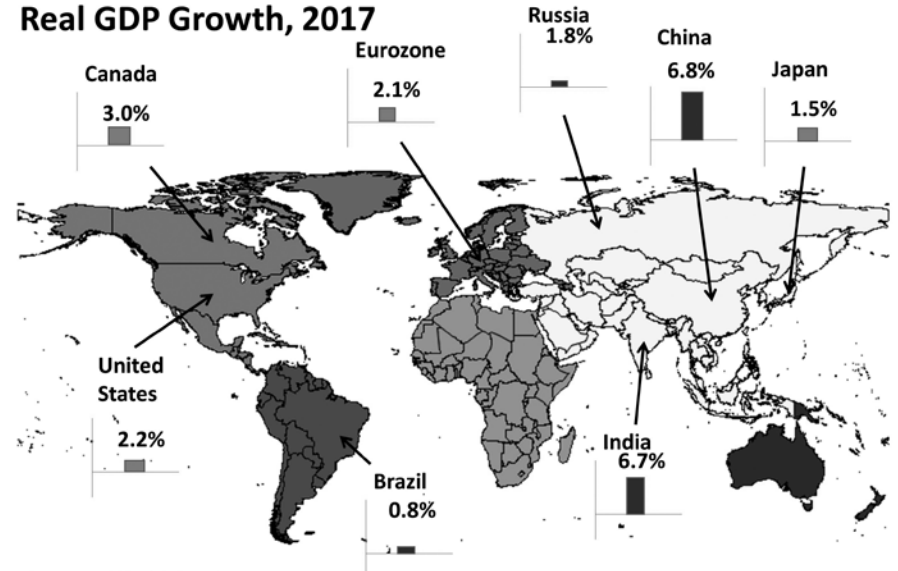 Real GDP Growth, 2017
Russia
1.8%
China
6.8%
Eurozone
2.1%
Japan
1.5%
Canada
3.0%
United
States
2.2%
Brazil
0.8%
India
6.7%